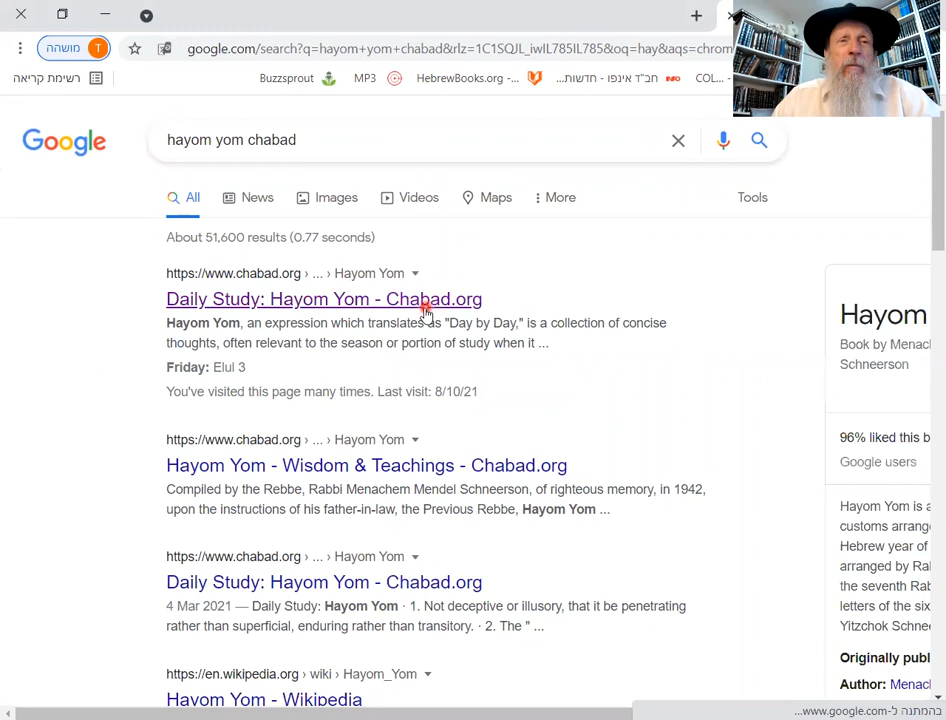 מושהה
T
google.com/search?q=hayom+yom+chabad&rlz=1C1SQJL_iwIL785IL785&oq=hay&aqs=chrom
רשימת קריאה
Buzzsprout
MP3
HebrewBooks.org -...
חב"ד אינפו - חדשות...
INFO
COL...
Google
hayom yom chabad
All
News
Images
Videos
Maps
More
Tools
About 51,600 results (0.77 seconds)
https://www.chabad.org › ... › Hayom Yom
Daily Study: Hayom Yom - Chabad.org
Hayom Yom, an expression which translates as "Day by Day," is a collection of concise
thoughts, often relevant to the season or portion of study when it ...
Friday: Elul 3
You've visited this page many times. Last visit: 8/10/21
https://www.chabad.org › ... › Hayom Yom
Hayom Yom - Wisdom & Teachings - Chabad.org
Compiled by the Rebbe, Rabbi Menachem Mendel Schneerson, of righteous memory, in 1942,
upon the instructions of his father-in-law, the Previous Rebbe, Hayom Yom ...
https://www.chabad.org › ... › Hayom Yom
Daily Study: Hayom Yom - Chabad.org
4 Mar 2021 — Daily Study: Hayom Yom · 1. Not deceptive or illusory, that it be penetrating
rather than superficial, enduring rather than transitory. · 2. The " ...
https://en.wikipedia.org › wiki › Hayom_Yom
Hayom Yom - Wikipedia
Hayom
Book by Menac
Schneerson
96% liked this b
Google users
Hayom Yom is a
customs arrang
Hebrew year of
arranged by Ra
the seventh Rab
letters of the six
Yitzchok Schne
Originally publ
Author: Menac
בהמתנה ל-www.google.com...